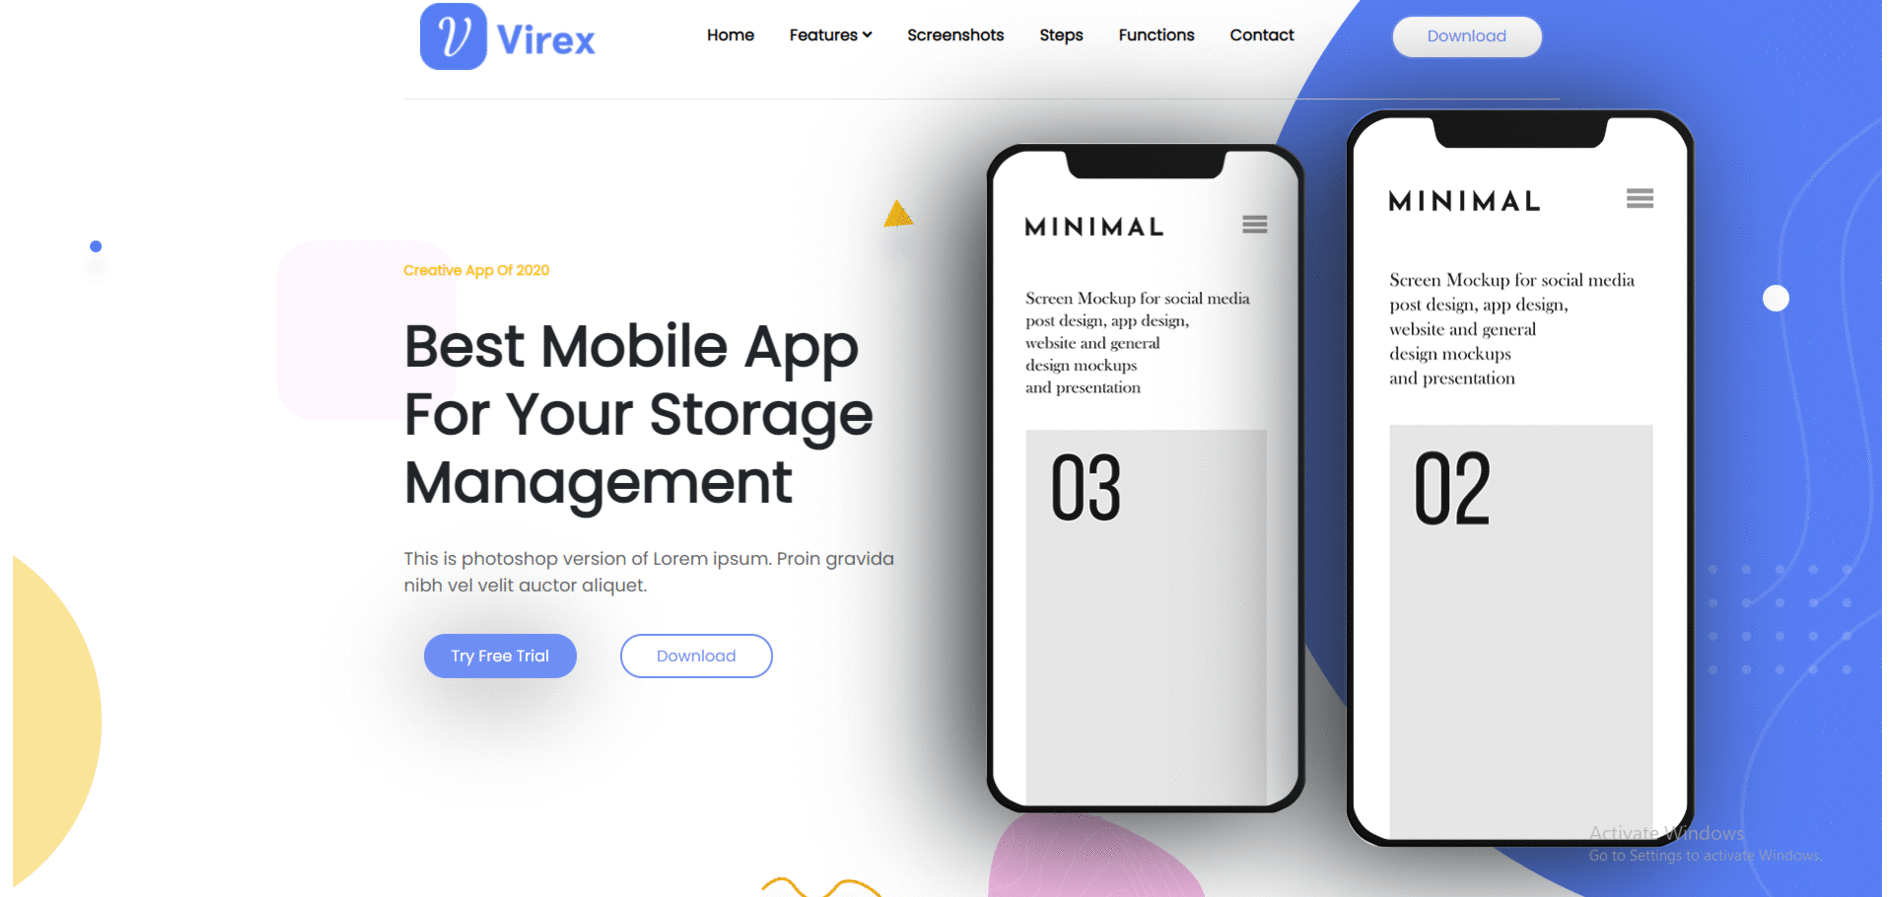 Virex
Home
Features
Screenshots
Steps
Functions
Contact
Download
Creative App Of 2020
Best Mobile App
For Your Storage
Management
This is photoshop version of Lorem ipsum. Proin gravida
nibh vel velit auctor aliquet.
Try Free Trial
Download
MINIMAL
Screen Mockup for social media
post design, app design,
website and general
design mockups
and presentation
03
MINIMAL
Screen Mockup for social media
post design, app design,
website and general
design mockups
and presentation
02
Activate Windows
Go to Settings to activate Windows.